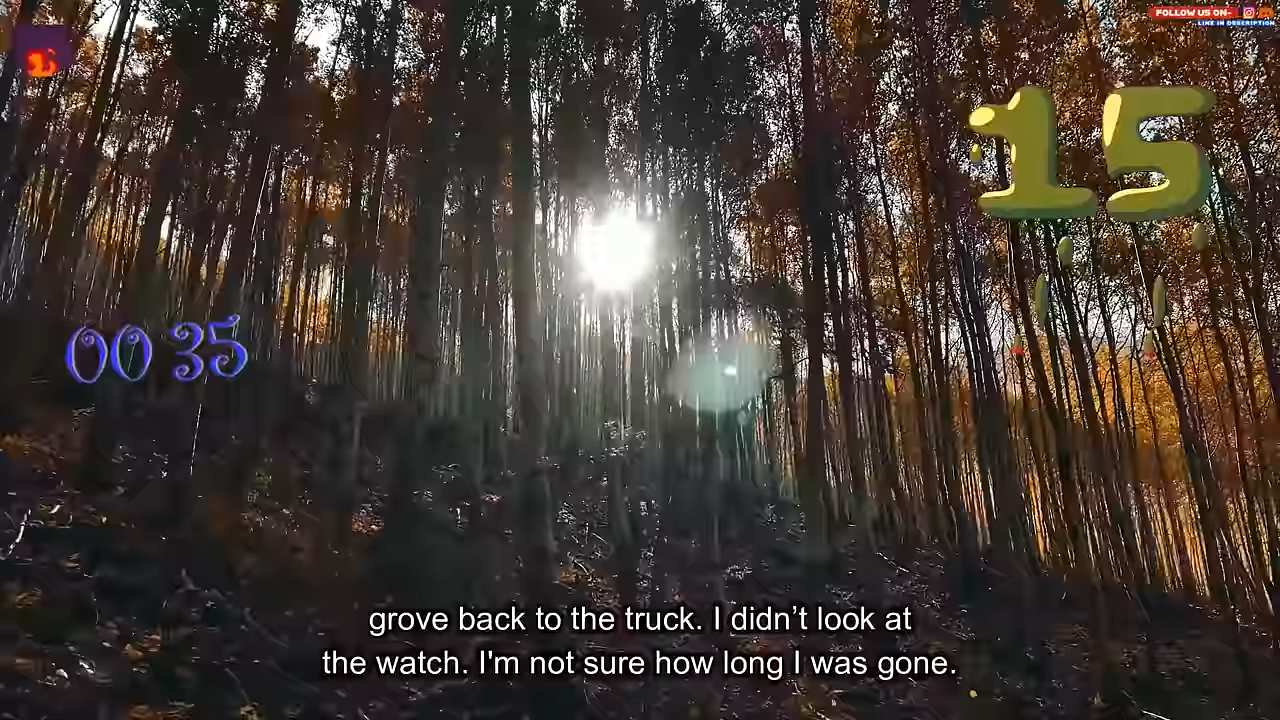 FOLLOW US ON-
LINK IN DESCRIPTION
15
00 35
grove back to the truck. I didn’t look at
the watch. I'm not sure how long I was gone.